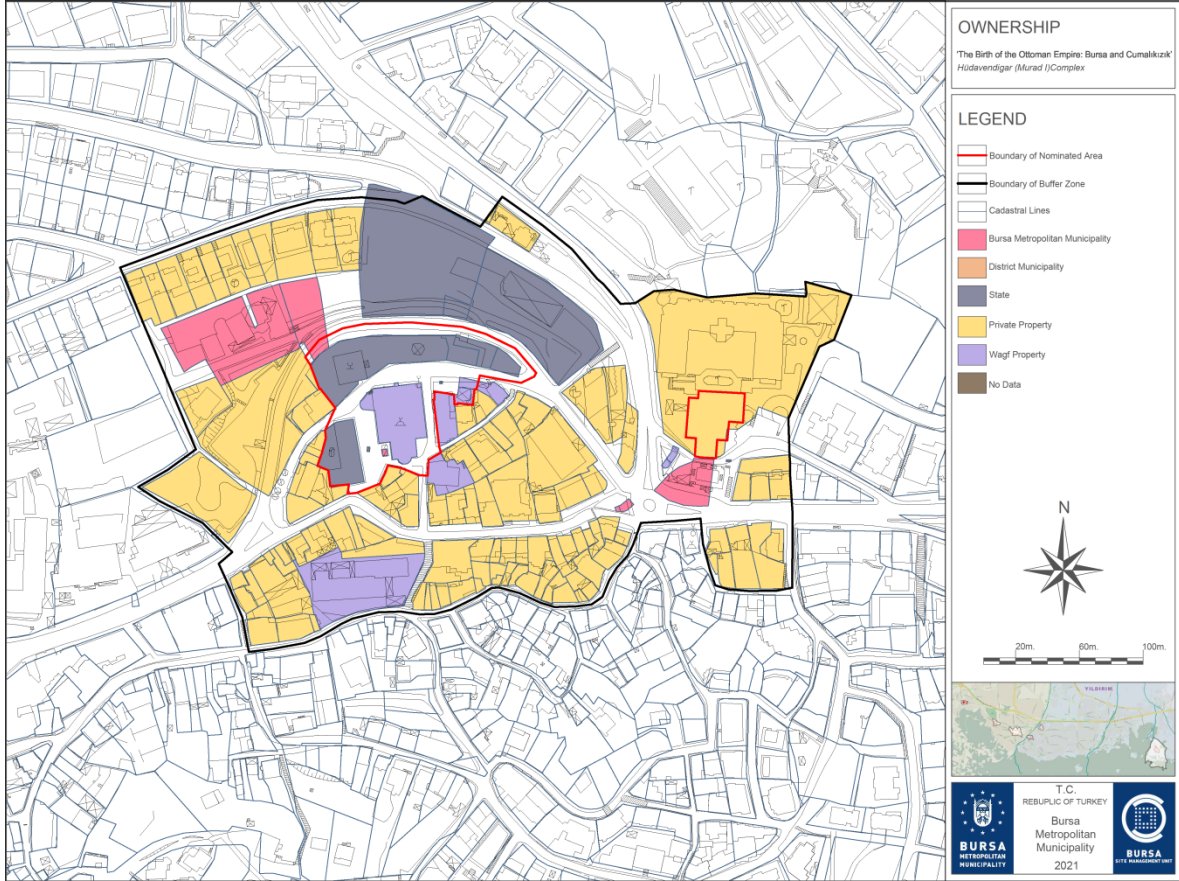 OWNERSHIP
'The Birth of the Ottoman Empire: Bursa and Cumalıkızık'
Hüdavendigar (Murad I)Complex
LEGEND
Boundary of Nominated Area
Boundary of Buffer Zone
Cadastral Lines
Bursa Metropolitan Municipality
District Municipality
State
Private Property
Waqf Property
No Data
N
20m. 60m. 100m.
YILDIRIM
BURSA
METROPOLITAN
MUNICIPALITY
T.C.
REBUPLIC OF TURKEY
Bursa
Metropolitan
Municipality
2021
BURSA
SITE MANAGEMENT UNIT